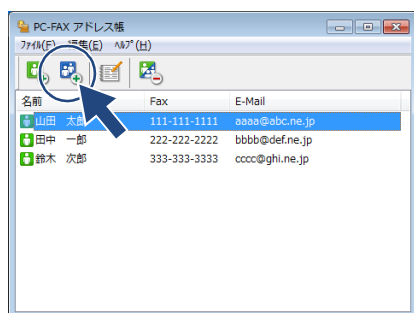 PC-FAX アドレス帳
ファイル(F) 編集(E) ヘルプ(H)
名前 Fax E-Mail
山田 太郎 111-111-1111 aaaa@abc.ne.jp
田中 一郎 222-222-2222 bbbb@def.ne.jp
鈴木 次郎 333-333-3333 cccc@ghi.ne.jp